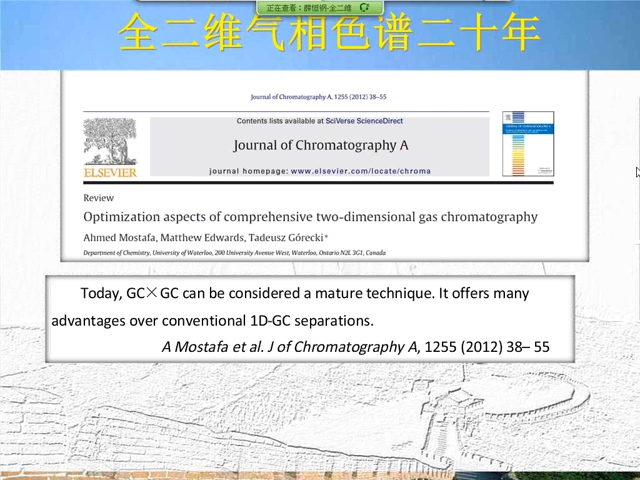 正在查看：薛恒钢-全二维
全二维气相色谱二十年
Journal of Chromatography A, 1255 (2012) 38–55
Contents lists available at SciVerse ScienceDirect
Journal of Chromatography A
journal homepage: www.elsevier.com/locate/chroma
ELSEVIER
Review
Optimization aspects of comprehensive two-dimensional gas chromatography
Ahmed Mostafa, Matthew Edwards, Tadeusz Górecki*
Department of Chemistry, University of Waterloo, 200 University Avenue West, Waterloo, Ontario N2L 3G1, Canada
Today, GC×GC can be considered a mature technique. It offers many
advantages over conventional 1D-GC separations.
A Mostafa et al. J of Chromatography A, 1255 (2012) 38– 55